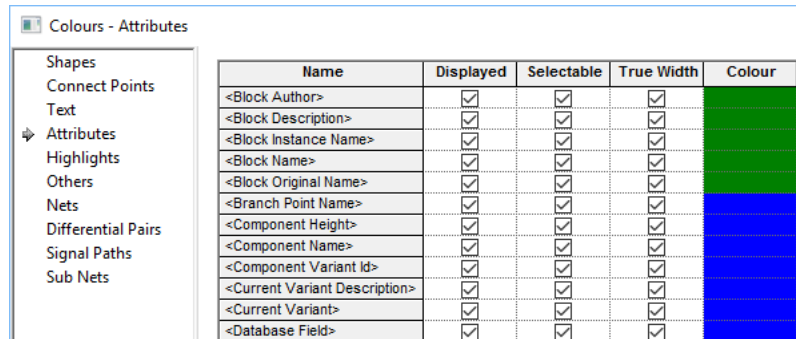 Colours - Attributes
Shapes
Connect Points
Text
Attributes
Highlights
Others
Nets
Differential Pairs
Signal Paths
Sub Nets
Name Displayed Selectable True Width Colour
<Block Author>
<Block Description>
<Block Instance Name>
<Block Name>
<Block Original Name>
<Branch Point Name>
<Component Height>
<Component Name>
<Component Variant Id>
<Current Variant Description>
<Current Variant>
<Database Field>